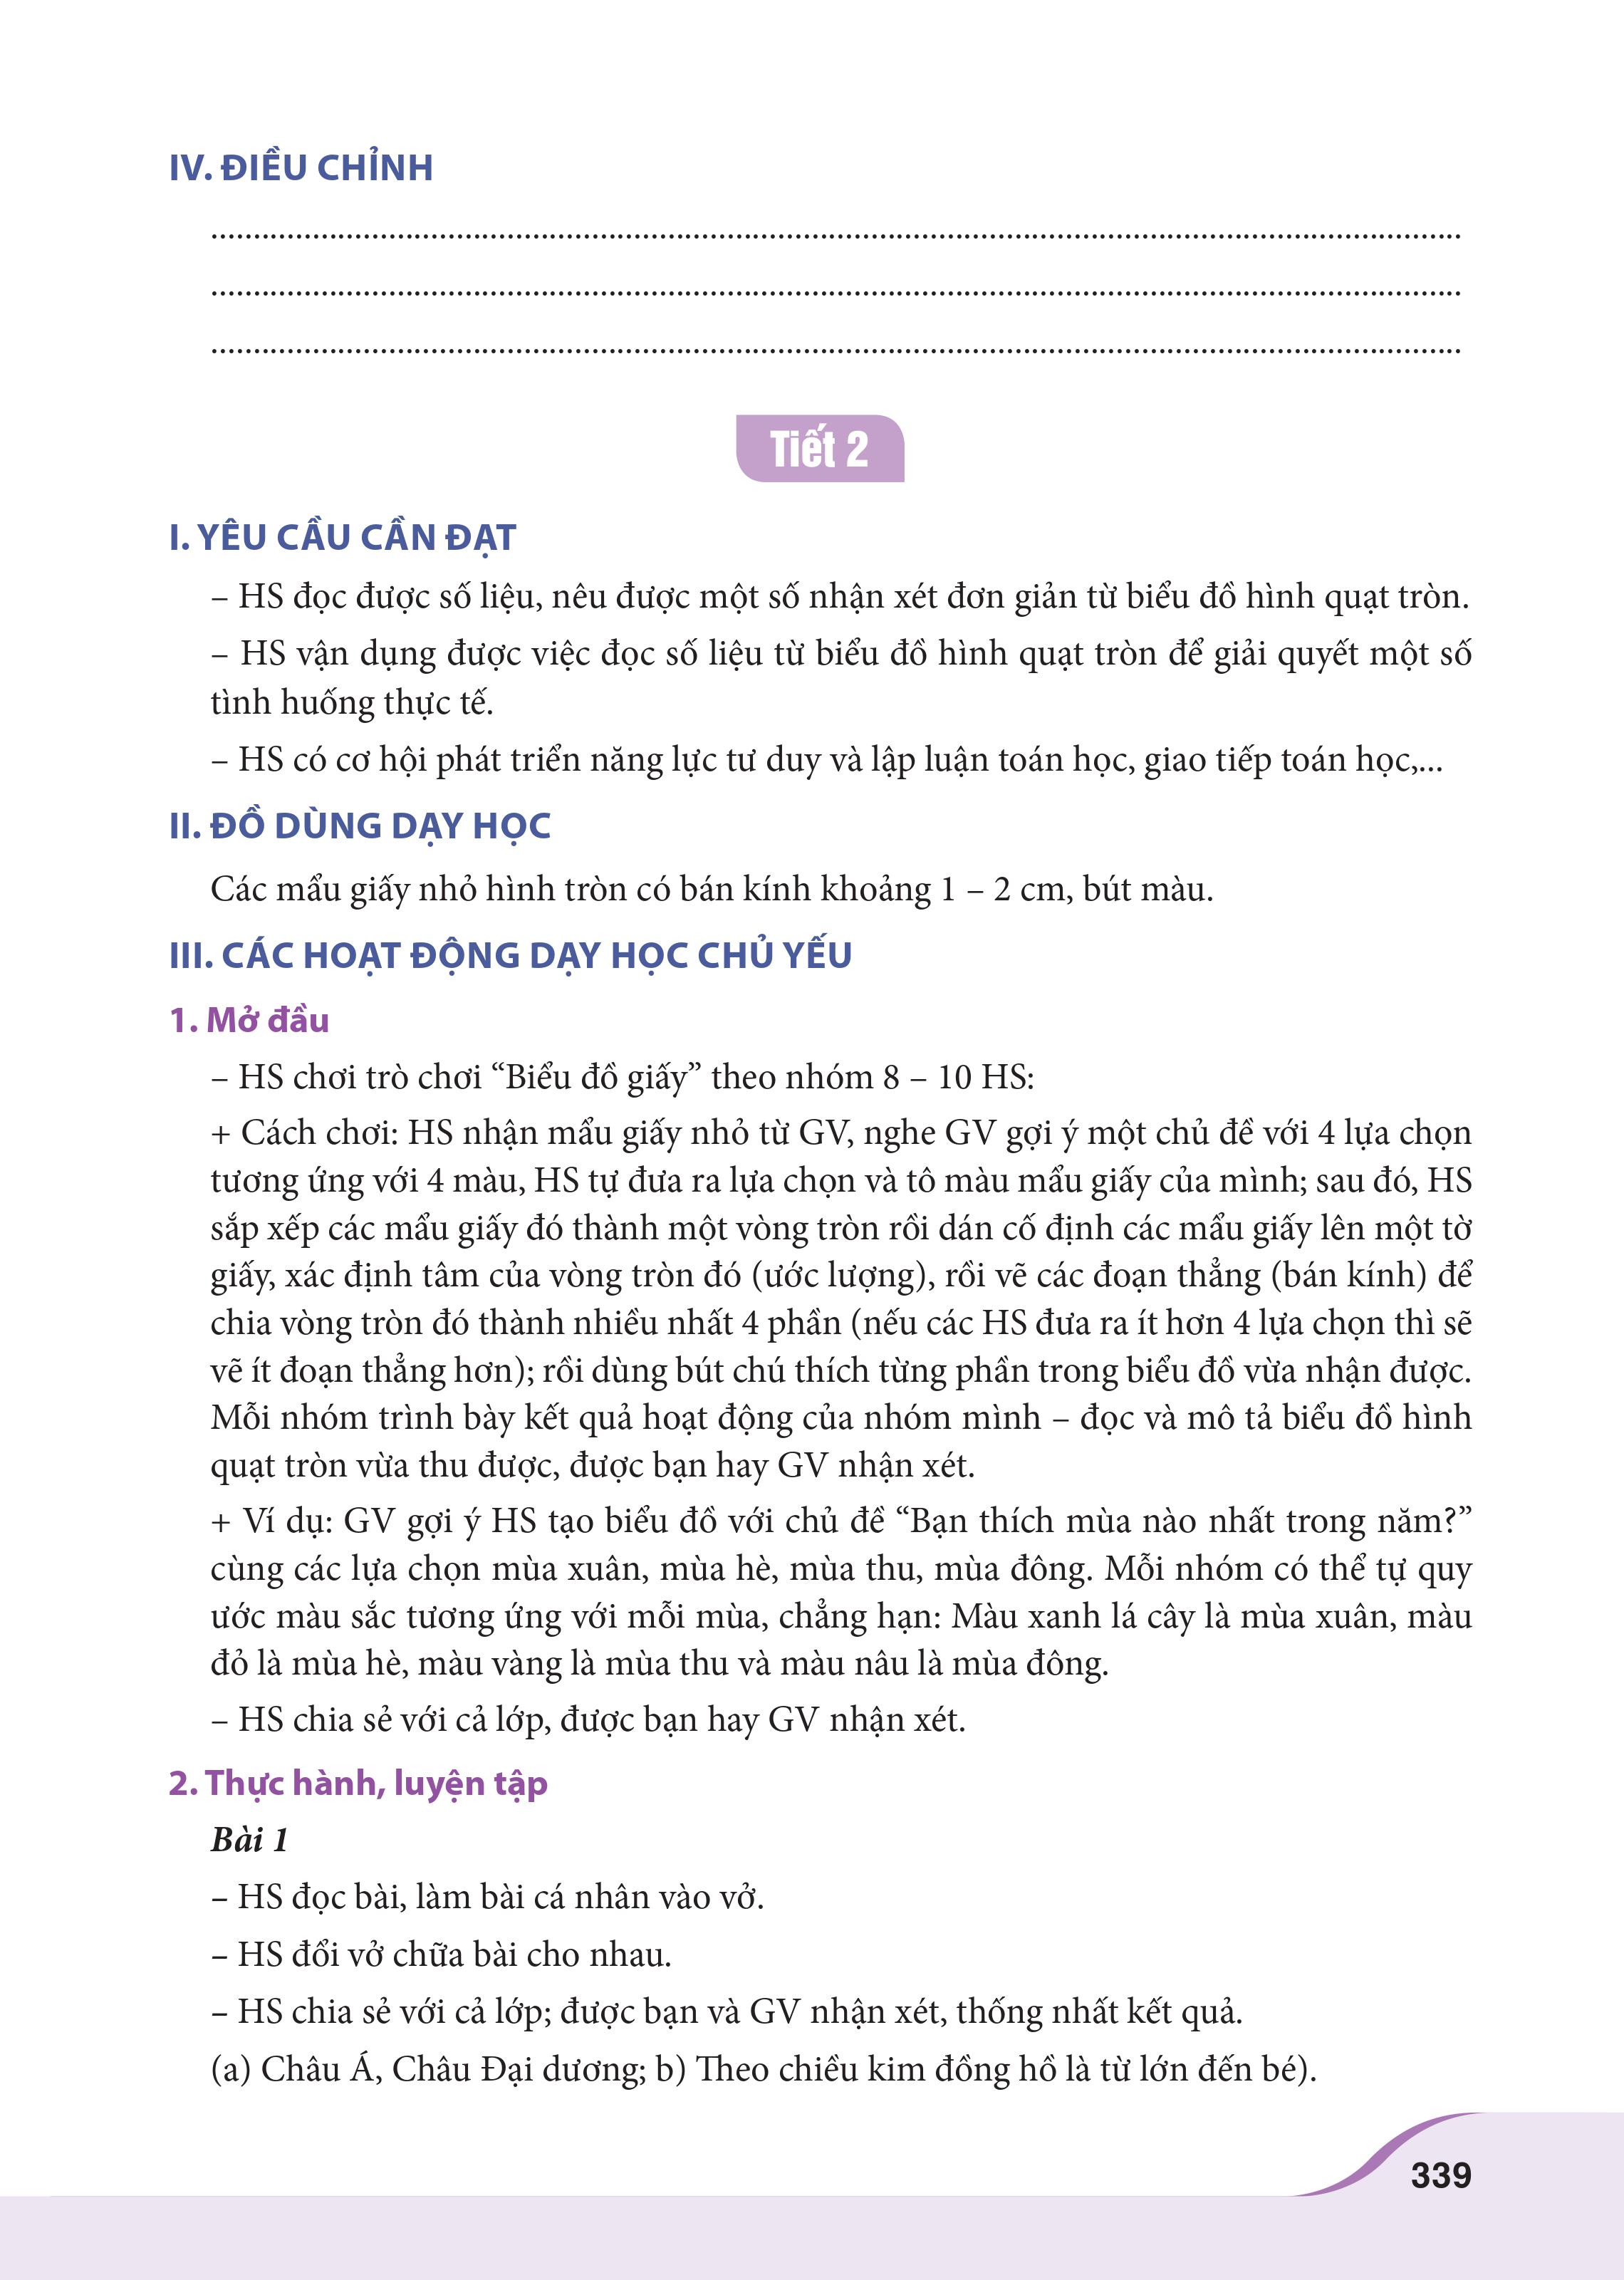 IV. ĐIỀU CHỈNH
....................................................................................................................................................
....................................................................................................................................................
....................................................................................................................................................
Tiết 2
I. YÊU CẦU CẦN ĐẠT
– HS đọc được số liệu, nêu được một số nhận xét đơn giản từ biểu đồ hình quạt tròn.
– HS vận dụng được việc đọc số liệu từ biểu đồ hình quạt tròn để giải quyết một số
tình huống thực tế.
– HS có cơ hội phát triển năng lực tư duy và lập luận toán học, giao tiếp toán học,...
II. ĐỒ DÙNG DẠY HỌC
Các mẩu giấy nhỏ hình tròn có bán kính khoảng 1 – 2 cm, bút màu.
III. CÁC HOẠT ĐỘNG DẠY HỌC CHỦ YẾU
1. Mở đầu
– HS chơi trò chơi “Biểu đồ giấy” theo nhóm 8 – 10 HS:
+ Cách chơi: HS nhận mẩu giấy nhỏ từ GV, nghe GV gợi ý một chủ đề với 4 lựa chọn
tương ứng với 4 màu, HS tự đưa ra lựa chọn và tô màu mẩu giấy của mình; sau đó, HS
sắp xếp các mẩu giấy đó thành một vòng tròn rồi dán cố định các mẩu giấy lên một tờ
giấy, xác định tâm của vòng tròn đó (ước lượng), rồi vẽ các đoạn thẳng (bán kính) để
chia vòng tròn đó thành nhiều nhất 4 phần (nếu các HS đưa ra ít hơn 4 lựa chọn thì sẽ
vẽ ít đoạn thẳng hơn); rồi dùng bút chú thích từng phần trong biểu đồ vừa nhận được.
Mỗi nhóm trình bày kết quả hoạt động của nhóm mình – đọc và mô tả biểu đồ hình
quạt tròn vừa thu được, được bạn hay GV nhận xét.
+ Ví dụ: GV gợi ý HS tạo biểu đồ với chủ đề “Bạn thích mùa nào nhất trong năm?”
cùng các lựa chọn mùa xuân, mùa hè, mùa thu, mùa đông. Mỗi nhóm có thể tự quy
ước màu sắc tương ứng với mỗi mùa, chẳng hạn: Màu xanh lá cây là mùa xuân, màu
đỏ là mùa hè, màu vàng là mùa thu và màu nâu là mùa đông.
– HS chia sẻ với cả lớp, được bạn hay GV nhận xét.
2. Thực hành, luyện tập
Bài 1
– HS đọc bài, làm bài cá nhân vào vở.
– HS đổi vở chữa bài cho nhau.
– HS chia sẻ với cả lớp; được bạn và GV nhận xét, thống nhất kết quả.
(a) Châu Á, Châu Đại dương; b) Theo chiều kim đồng hồ là từ lớn đến bé).
339